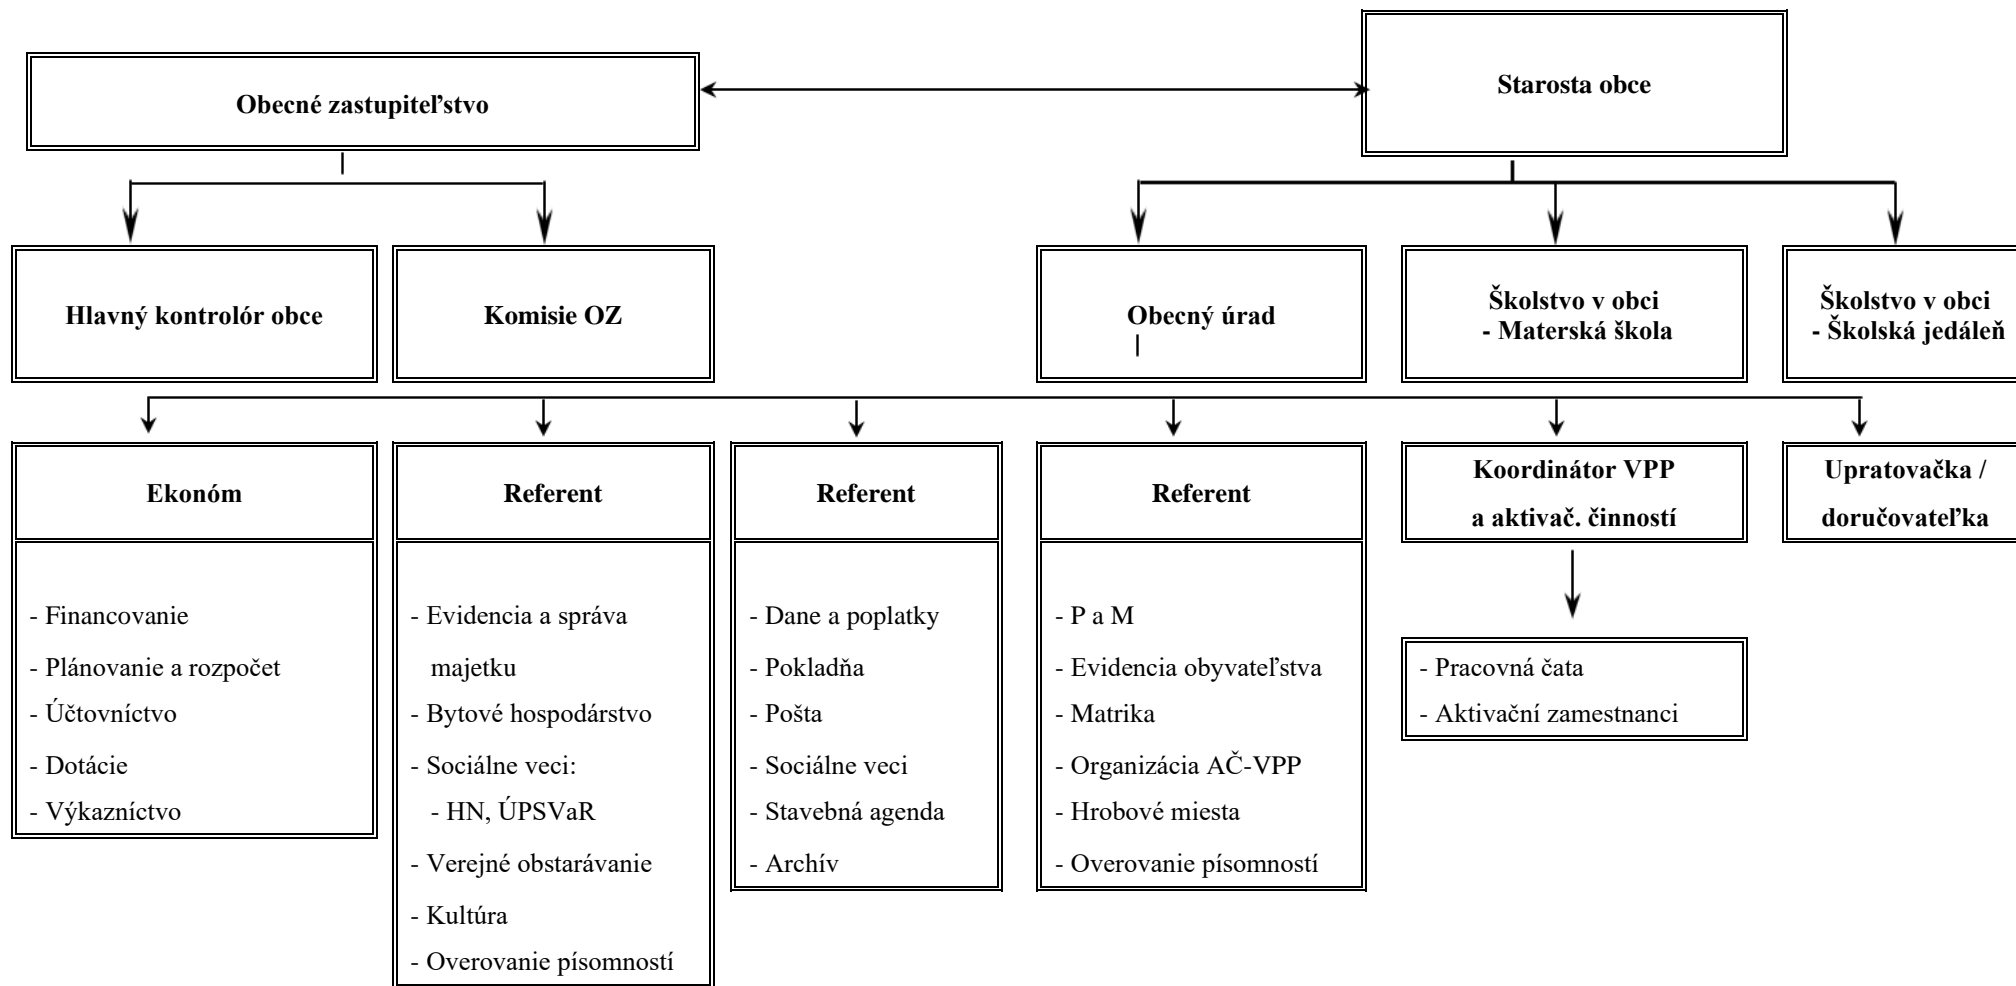 Obecné zastupiteľstvo
Starosta obce
Hlavný kontrolór obce
Komisie OZ
Obecný úrad
Školstvo v obci
- Materská škola
Školstvo v obci
- Školská jedáleň
Ekonóm
- Financovanie
- Plánovanie a rozpočet
- Účtovníctvo
- Dotácie
- Výkazníctvo
Referent
- Evidencia a správa
majetku
- Bytové hospodárstvo
- Sociálne veci:
- HN, ÚPSVaR
- Verejné obstarávanie
- Kultúra
- Overovanie písomností
Referent
- Dane a poplatky
- Pokladňa
- Pošta
- Sociálne veci
- Stavebná agenda
- Archív
Referent
- P a M
- Evidencia obyvateľstva
- Matrika
- Organizácia AČ-VPP
- Hrobové miesta
- Overovanie písomností
Koordinátor VPP
a aktivač. činností
- Pracovná čata
- Aktivační zamestnanci
Upratovačka /
doručovateľka